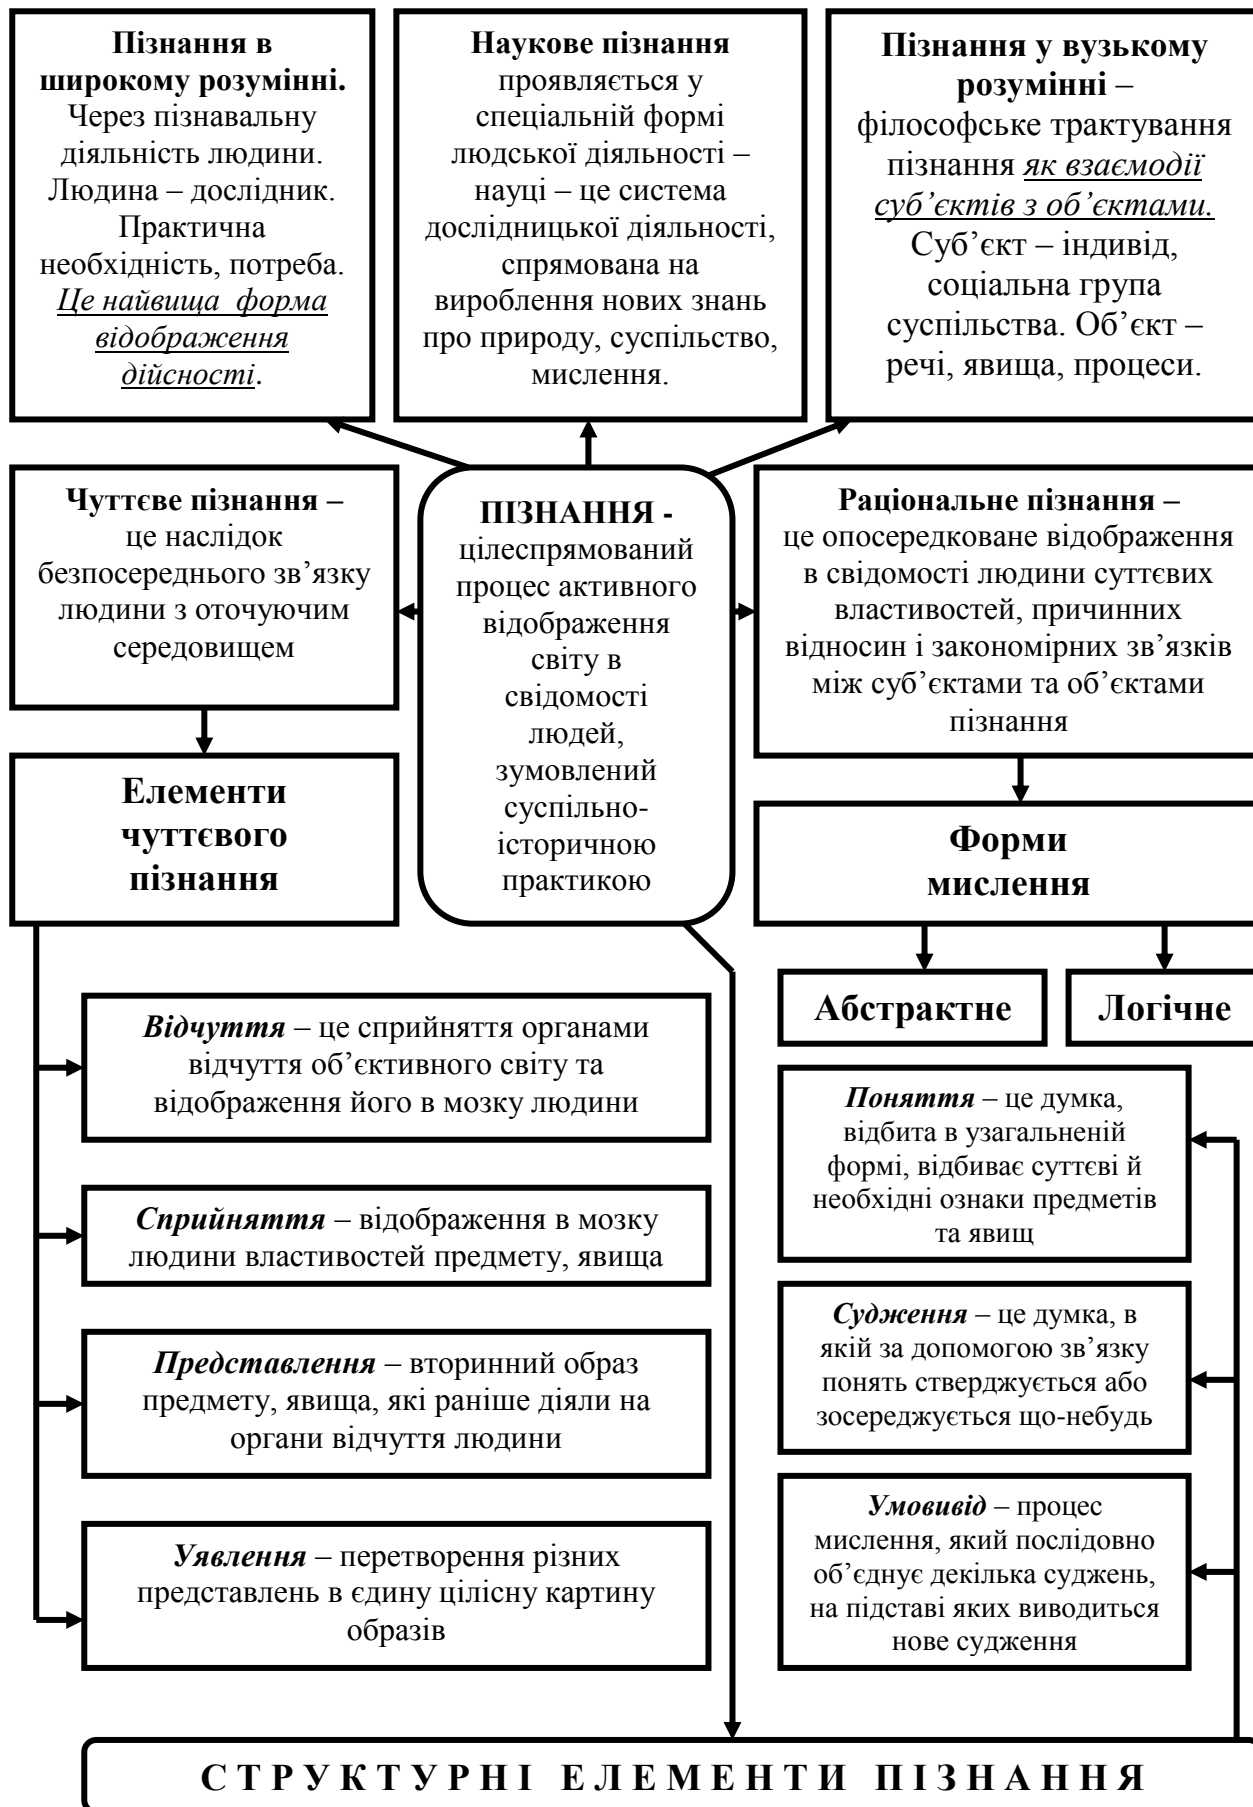 Пізнання в
широкому розумінні.
Через пізнавальну
діяльність людини.
Людина – дослідник.
Практична
необхідність, потреба.
Це найвища форма
відображення
дійсності.
Наукове пізнання
проявляється у
спеціальній формі
людської діяльності –
науці – це система
дослідницької діяльності,
спрямована на
вироблення нових знань
про природу, суспільство,
мислення.
Пізнання у вузькому
розумінні –
філософське трактування
пізнання як взаємодії
суб’єктів з об’єктами.
Суб’єкт – індивід,
соціальна група
суспільства. Об’єкт –
речі, явища, процеси.
Чуттєве пізнання –
це наслідок
безпосереднього зв’язку
людини з оточуючим
середовищем
ПІЗНАННЯ -
цілеспрямований
процес активного
відображення
світу в
свідомості
людей,
зумовлений
суспільно-
історичною
практикою
Раціональне пізнання –
це опосередковане відображення
в свідомості людини суттєвих
властивостей, причинних
відносин і закономірних зв’язків
між суб’єктами та об’єктами
пізнання
Елементи
чуттєвого
пізнання
Форми
мислення
Абстрактне
Логічне
Відчуття – це сприйняття органами
відчуття об’єктивного світу та
відображення його в мозку людини
Сприйняття – відображення в мозку
людини властивостей предмету, явища
Представлення – вторинний образ
предмету, явища, які раніше діяли на
органи відчуття людини
Уявлення – перетворення різних
представлень в єдину цілісну картину
образів
Поняття – це думка,
відбита в узагальненій
формі, відбиває суттєві й
необхідні ознаки предметів
та явищ
Судження – це думка, в
якій за допомогою зв’язку
понять стверджується або
зосереджується що-небудь
Умовивід – процес
мислення, який послідовно
об’єднує декілька суджень,
на підставі яких виводиться
нове судження
СТРУКТУРНІ ЕЛЕМЕНТИ ПІЗНАННЯ